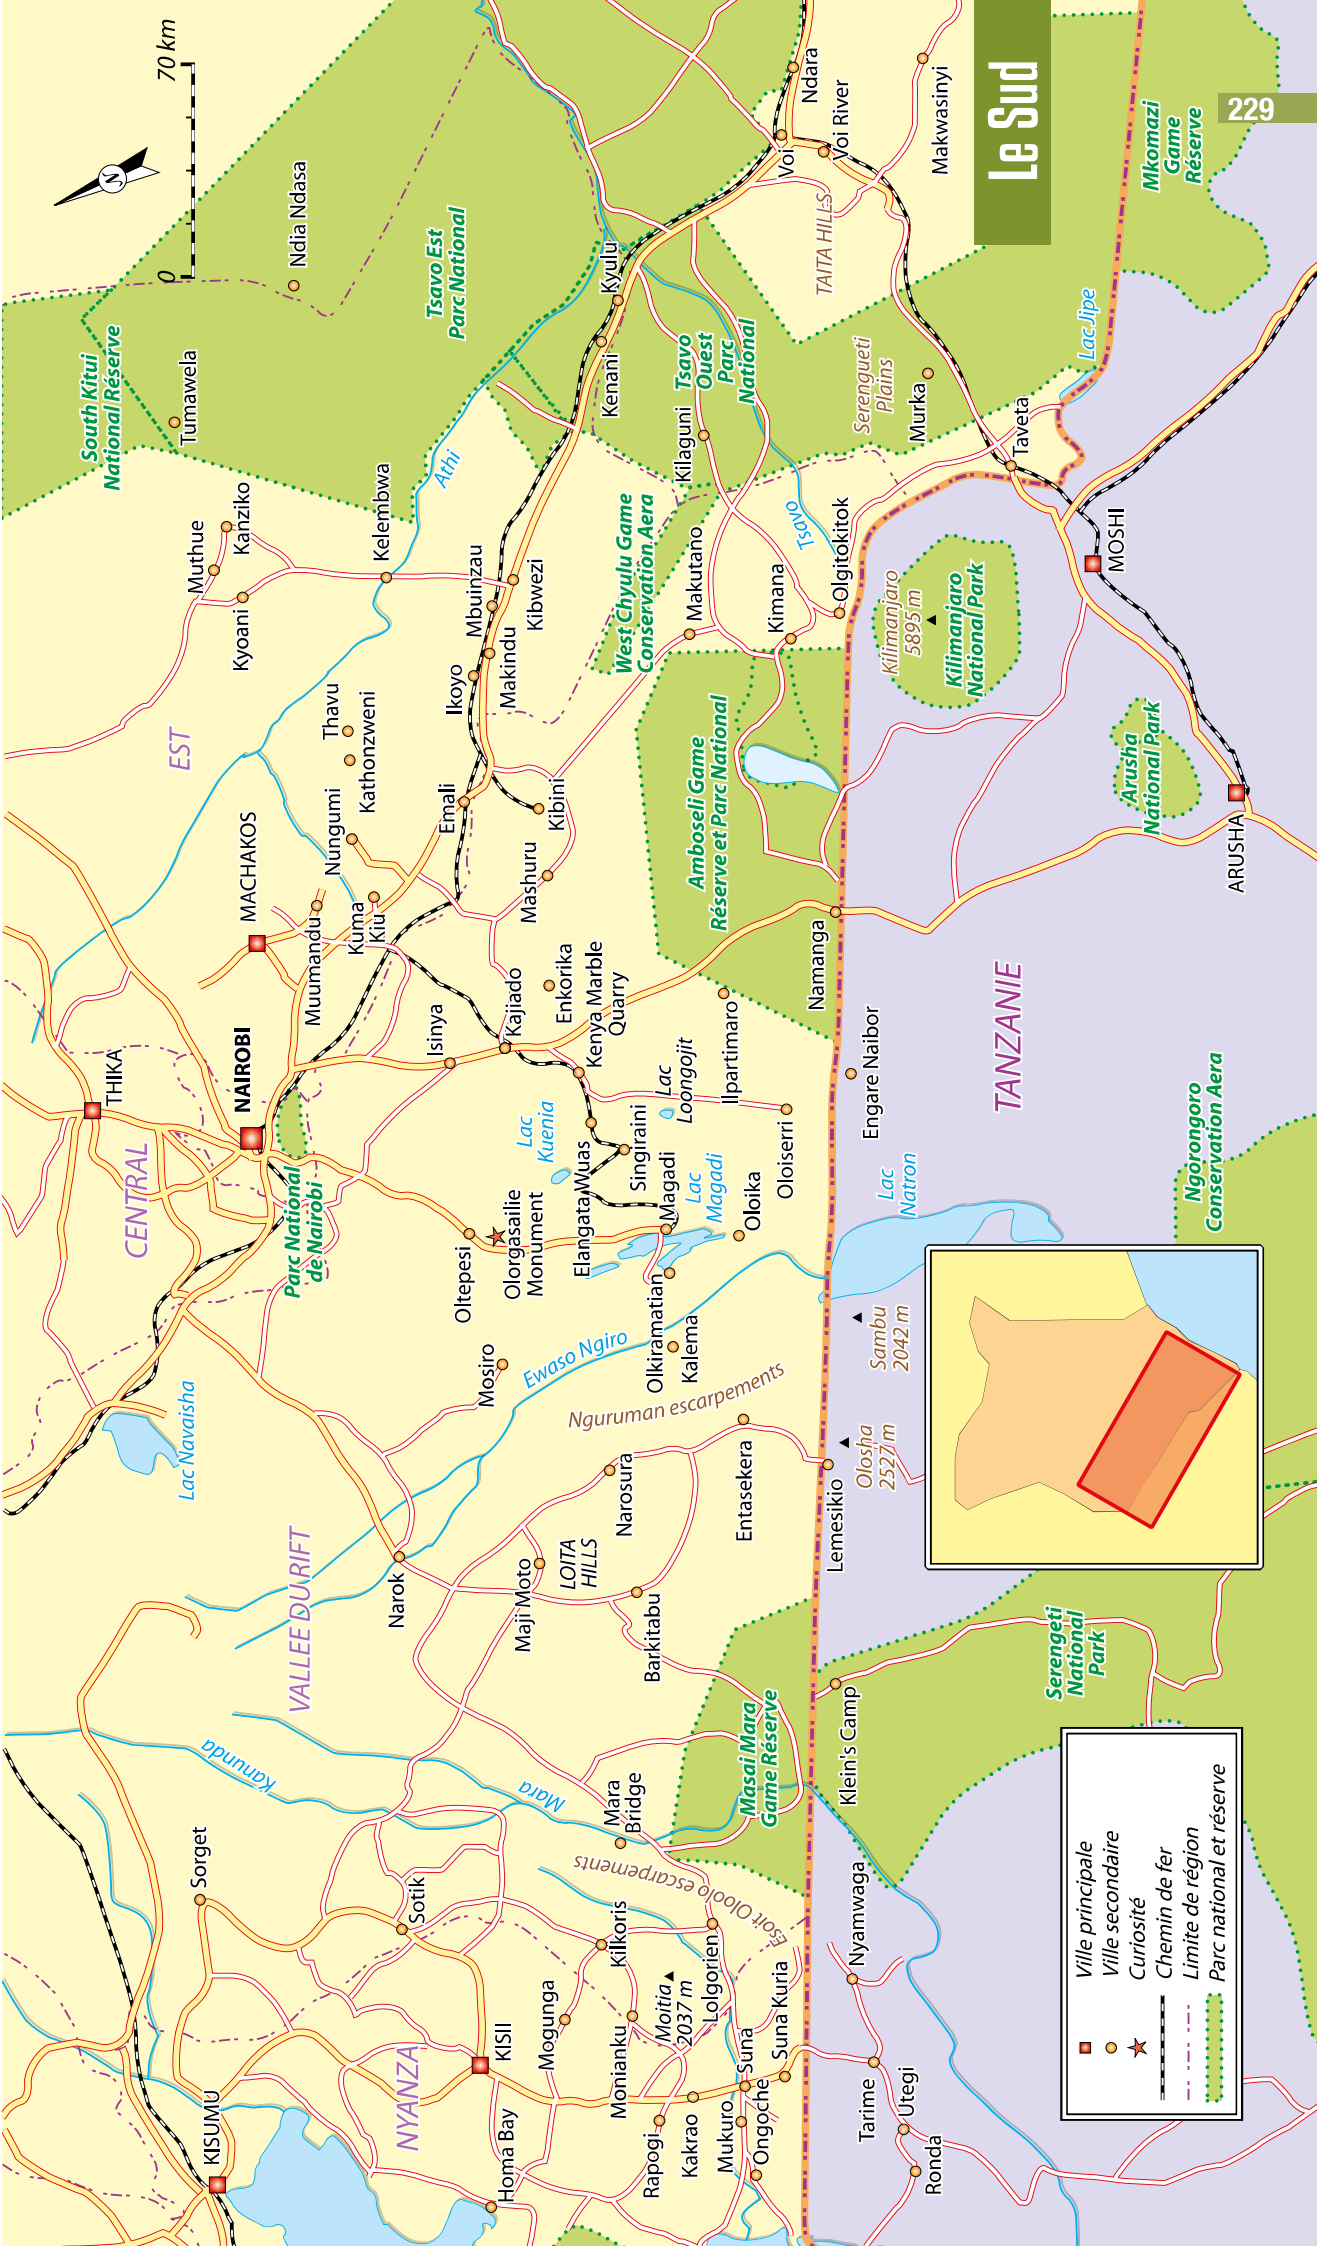 Le Sud
229
0
70 km
N
KISUMU
Sorget
Kanunda
Mara
NYANZA
KISII
Homa Bay
Sotik
Mogunga
Monianku
Kilkoris
Rapogi
Kakrao
Moitia
2037 m
Lolgorien
Mukuro
Ongoche
Suna
Suna Kuria
Esoit Oloolo escarpements
Mara
Bridge
Masai Mara
Game Réserve
Tarime
Utegi
Ronda
Nyamwaga
Klein's Camp
Serengeti
National
Park
VALLEE DU RIFT
Narok
Maji Moto
LOITA
HILLS
Barkitabu
Narosura
Entasekera
Lemesikio
Olosha
2527 m
Sambu
2042 m
Nguruman escarpements
Ewaso Ngiro
Mosiro
Lac Navaisha
CENTRAL
THIKA
NAIROBI
Parc National
de Nairobi
Oltepesi
Olorgasailie
Monument
Elangata Wuas
Lac
Kuenia
Singiraini
Magadi
Lac
Magadi
Olkiramatian
Kalema
Oloika
Oloiserri
Lac
Loongojit
Ilpartimaro
Lac
Natron
Engare Naibor
Ngorongoro
Conservation Aera
TANZANIE
Isinya
Kajiado
Enkorika
Kenya Marble
Quarry
Namanga
MACHAKOS
Muumandu
Kuma
Kiu
Nungumi
Kathonzweni
Thavu
EST
Emali
Mashuru
Kibini
Ikoyo
Makindu
Mbuinzau
Kibwezi
Amboseli Game
Réserve et Parc National
West Chyulu Game
Conservation Aera
Makutano
Kimana
Olgitokitok
Kilimanjaro
5895 m
Kilimanjaro
National Park
Arusha
National Park
ARUSHA
MOSHI
Muthue
Kanziko
Kyoani
Kelembwa
Athi
South Kitui
National Réserve
Tumawela
Ndia Ndasa
Tsavo Est
Parc National
Kyulu
Kenani
Kilaguni
Tsavo
Ouest
Parc
National
Tsavo
Serengueti
Plains
Murka
Taveta
Lac Jipe
TAITA HILLS
Voi
Voi River
Ndara
Makwasinyi
Mkomazi
Game
Réserve
Ville principale
Ville secondaire
Curiosité
Chemin de fer
Limite de région
Parc national et réserve